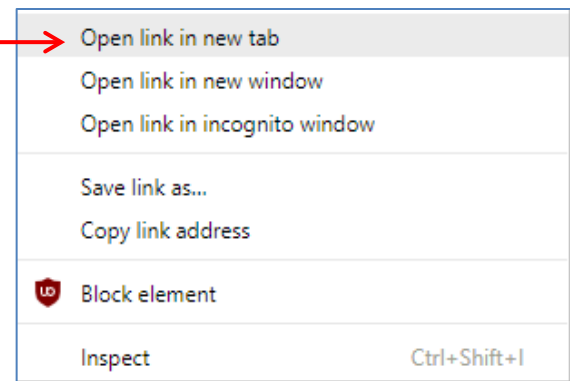 Open link in new tab
Open link in new window
Open link in incognito window
Save link as...
Copy link address
Block element
Inspect Ctrl+Shift+I